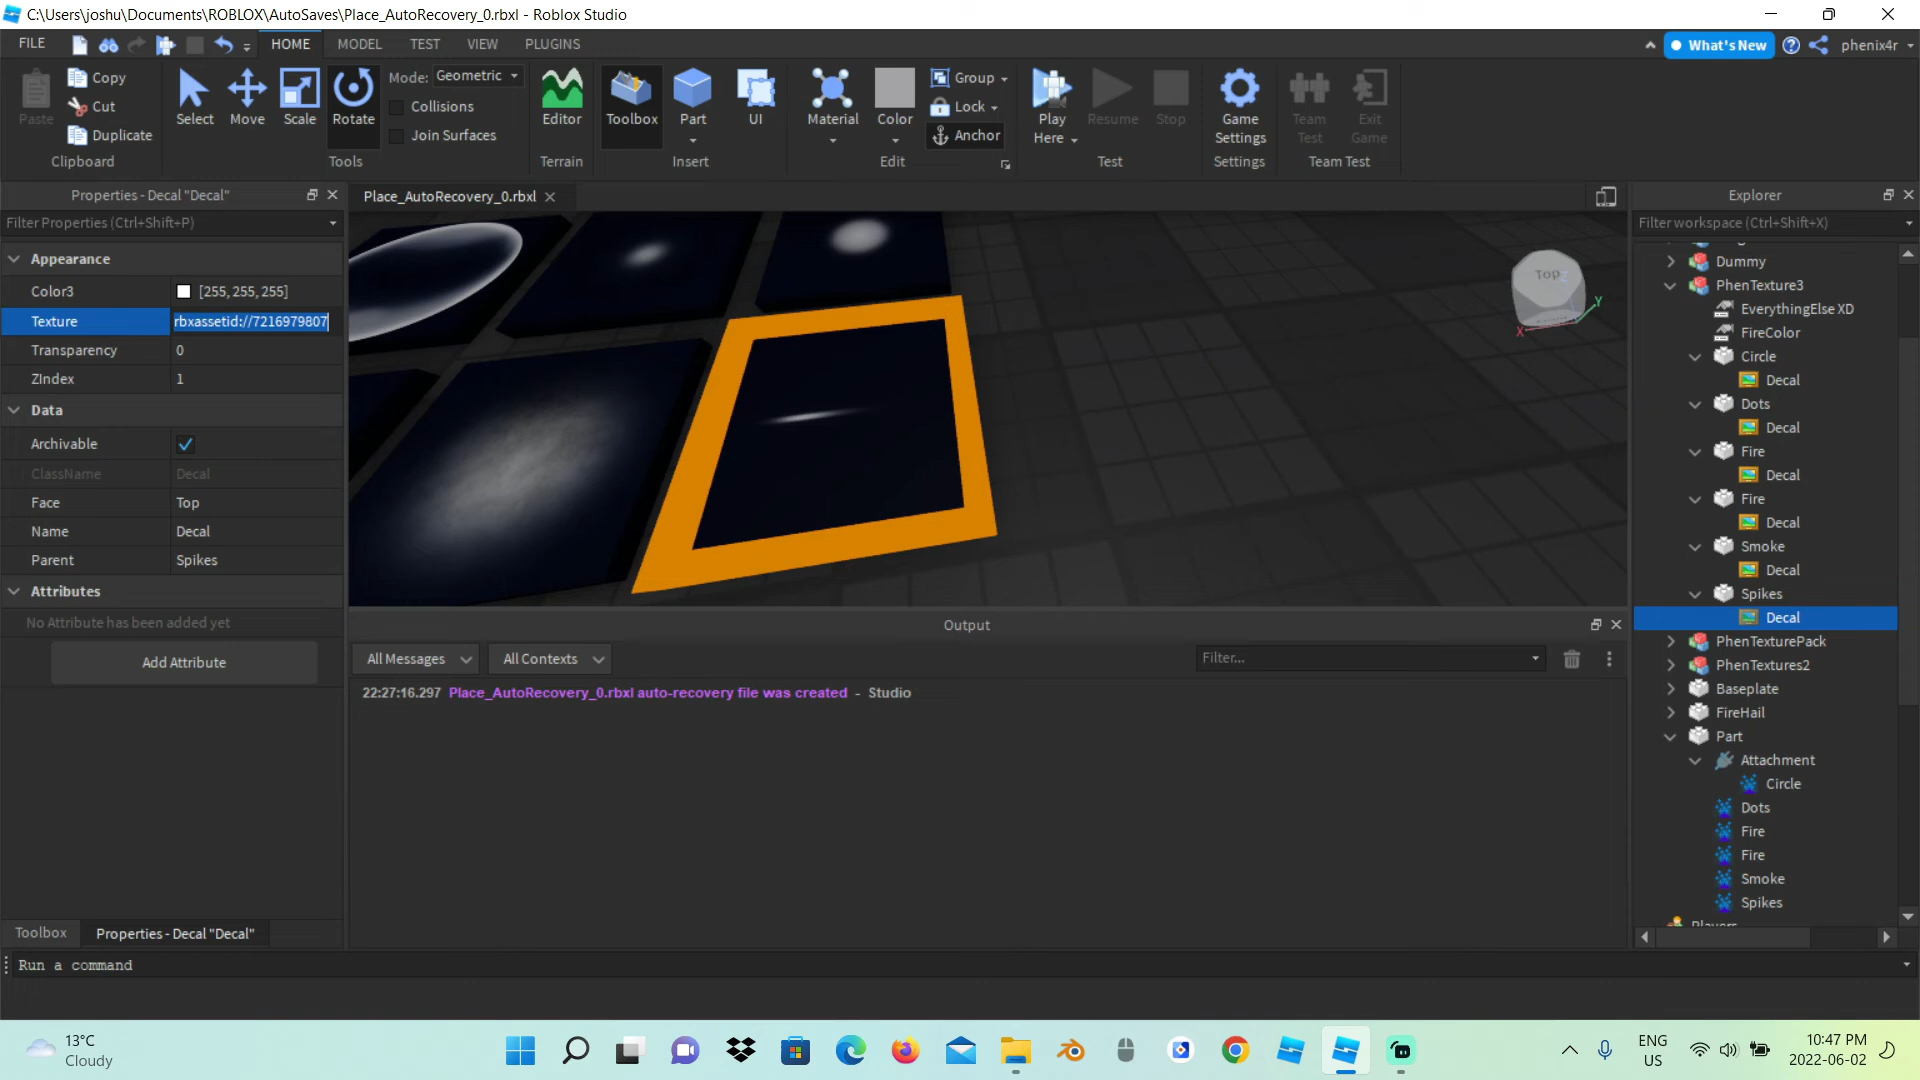 C:\Users\joshu\Documents\ROBLOX\AutoSaves\Place_AutoRecovery_0.rbxl - Roblox Studio
FILE
HOME
MODEL
TEST
VIEW
PLUGINS
What's New
phenix4r
Paste
Copy
Cut
Duplicate
Clipboard
Select
Move
Scale
Rotate
Mode: Geometric
Collisions
Join Surfaces
Tools
Editor
Terrain
Toolbox
Part
UI
Insert
Material
Color
Group
Lock
Anchor
Edit
Play
Here
Resume
Stop
Test
Game
Settings
Settings
Team
Test
Exit
Game
Team Test
Properties - Decal "Decal"
Filter Properties (Ctrl+Shift+P)
Appearance
Color3 [255, 255, 255]
Texture rbxassetid://7216979807
Transparency 0
ZIndex 1
Data
Archivable
ClassName Decal
Face Top
Name Decal
Parent Spikes
Attributes
No Attribute has been added yet
Add Attribute
Toolbox
Properties - Decal "Decal"
Place_AutoRecovery_0.rbxl
Top
X
Y
Output
All Messages
All Contexts
Filter...
22:27:16.297 Place_AutoRecovery_0.rbxl auto-recovery file was created - Studio
Explorer
Filter workspace (Ctrl+Shift+X)
Dummy
PhenTexture3
EverythingElse XD
FireColor
Circle
Decal
Dots
Decal
Fire
Decal
Fire
Decal
Smoke
Decal
Spikes
Decal
PhenTexturePack
PhenTextures2
Baseplate
FireHail
Part
Attachment
Circle
Dots
Fire
Fire
Smoke
Spikes
Players
Run a command
13°C
Cloudy
ENG
US
10:47 PM
2022-06-02